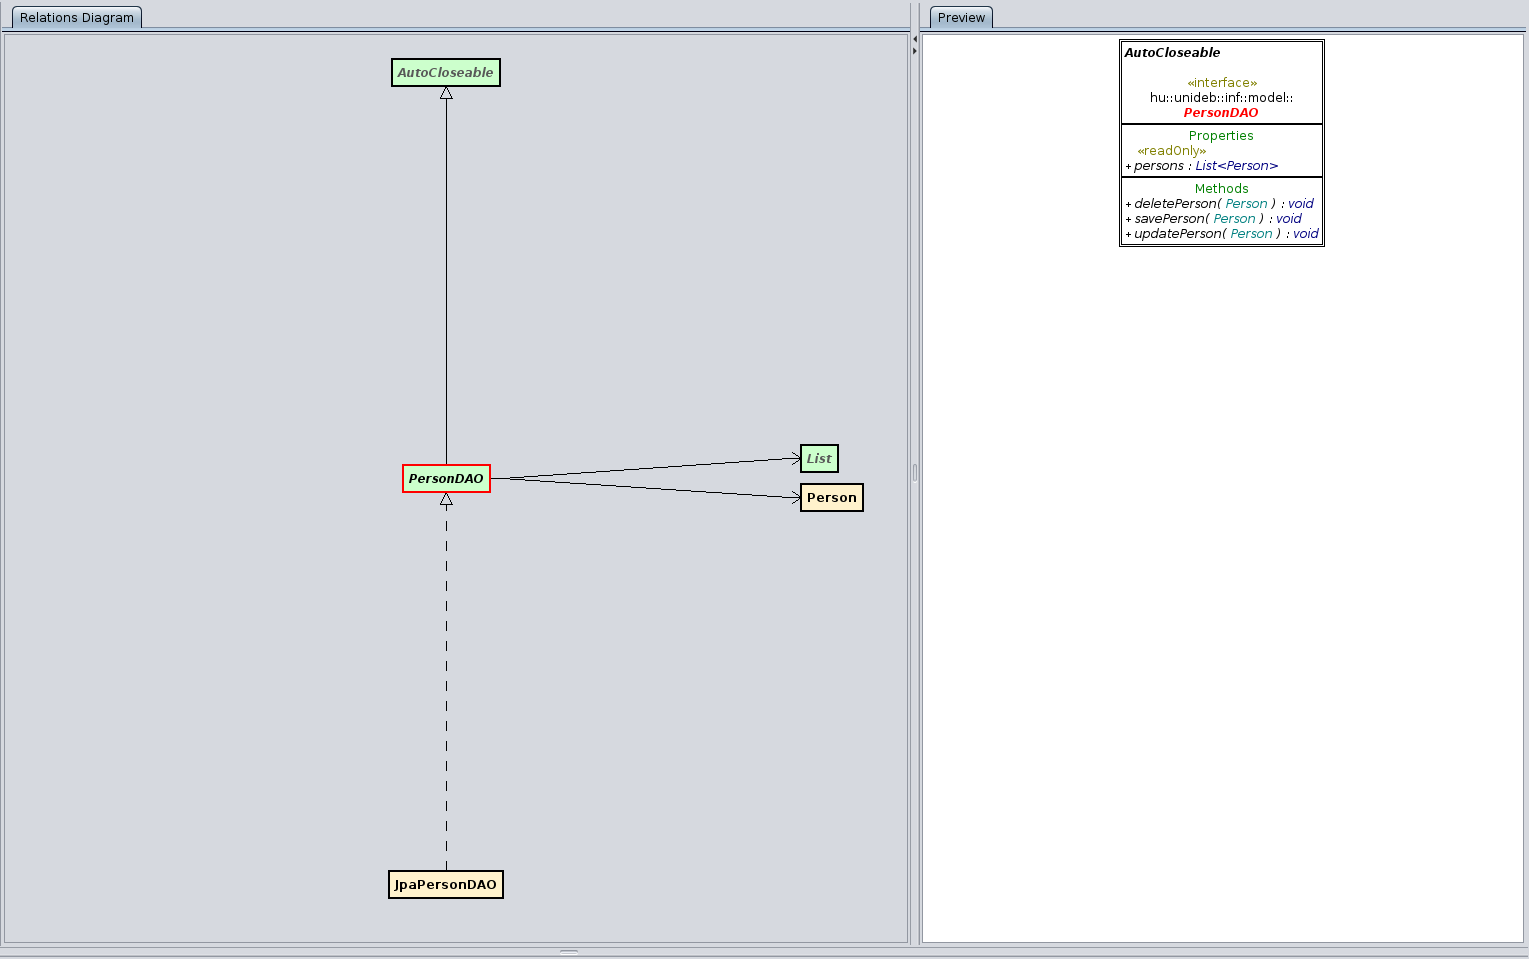 Relations Diagram
AutoCloseable
PersonDAO
List
Person
JpaPersonDAO
Preview
AutoCloseable
«interface»
hu::unideb::inf::model::
PersonDAO
Properties
«readOnly»
+ persons : List<Person>
Methods
+ deletePerson( Person ) : void
+ savePerson( Person ) : void
+ updatePerson( Person ) : void